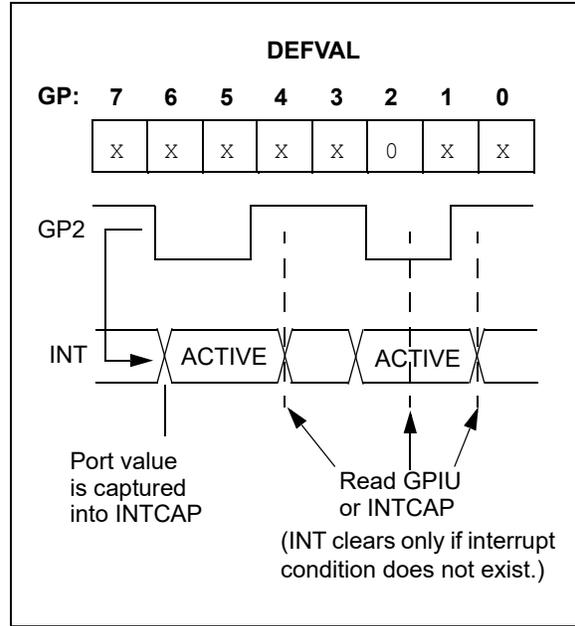 DEFVAL
GP: 7 6 5 4 3 2 1 0
X X X X X 0 X X
GP2
INT ACTIVE ACTIVE
Port value
is captured
into INTCAP
Read GPIU
or INTCAP
(INT clears only if interrupt
condition does not exist.)